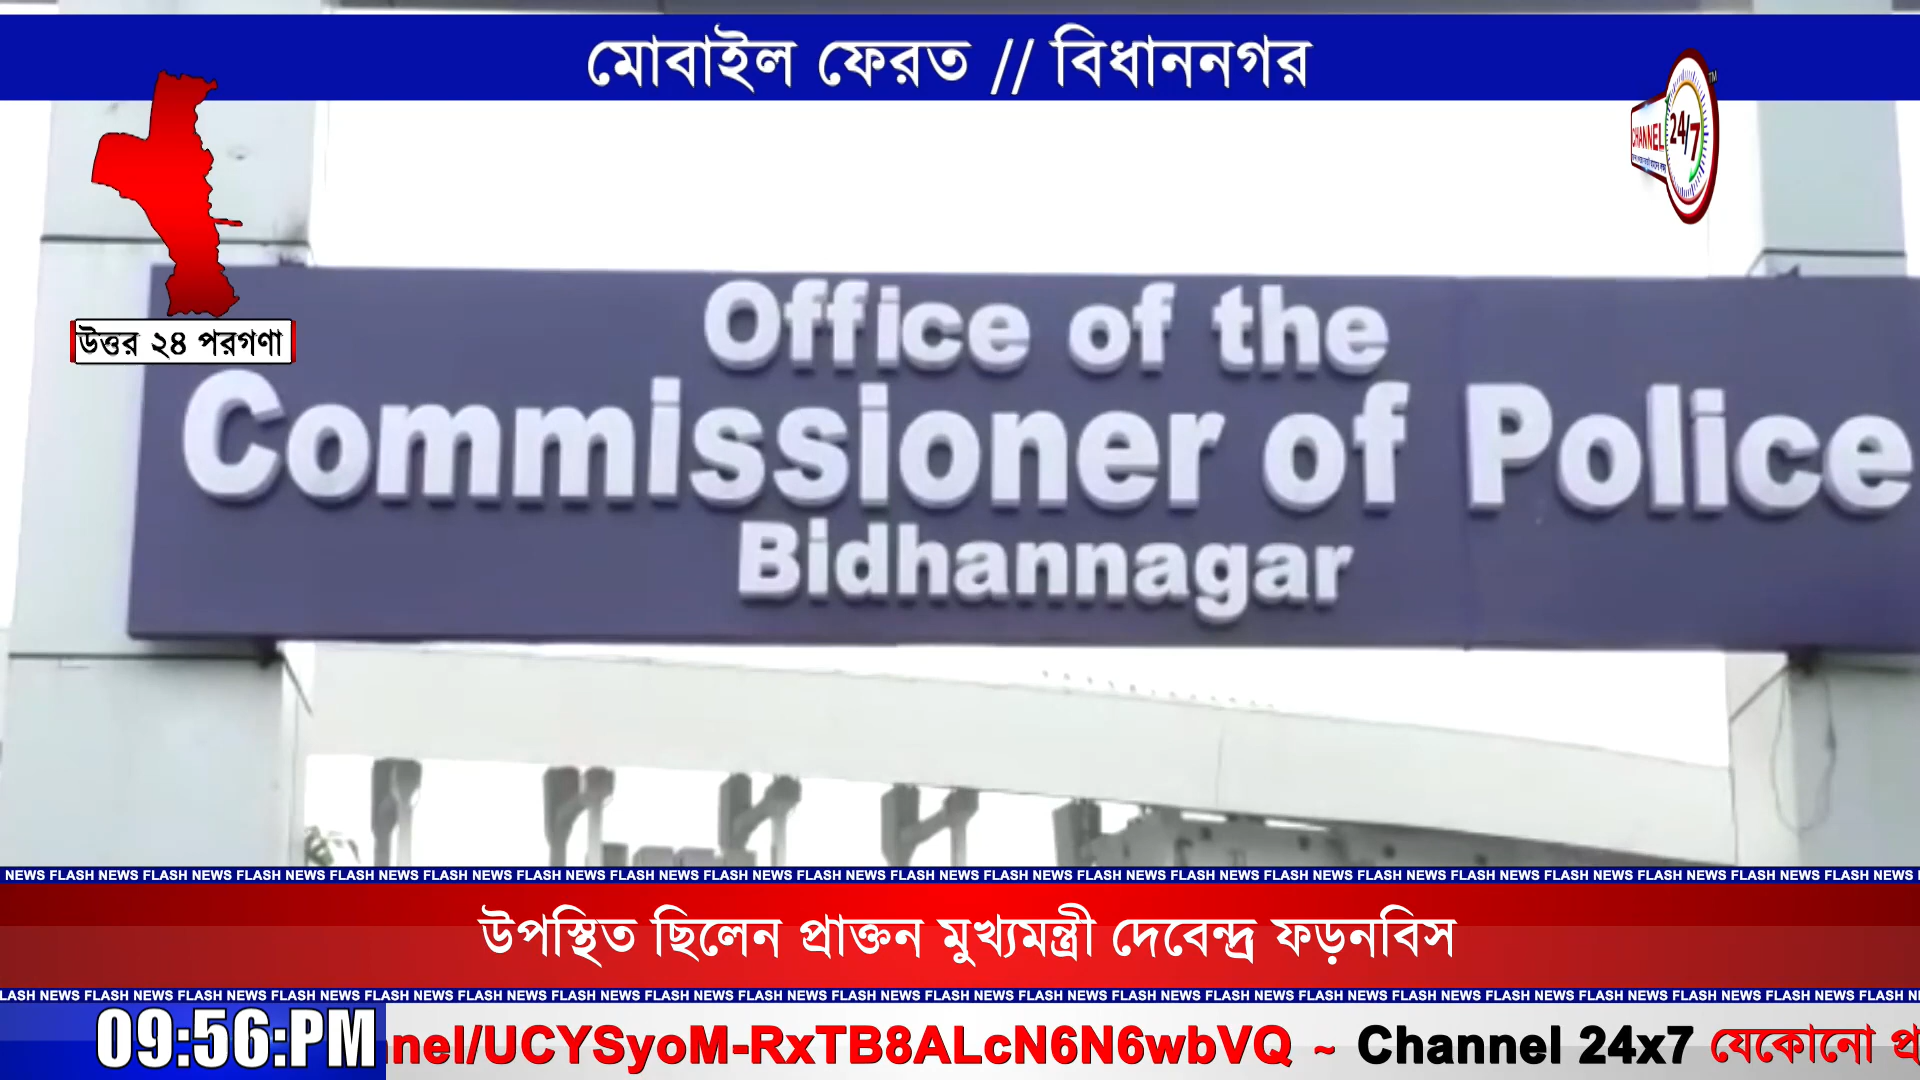 মোবাইল ফেরত // বিধাননগর
CHANNEL 24/7
TM
উত্তর ২৪ পরগণা
Office of the
Commissioner of Police
Bidhannagar
NEWS FLASH NEWS FLASH NEWS FLASH NEWS FLASH NEWS FLASH NEWS FLASH NEWS FLASH NEWS FLASH NEWS FLASH NEWS FLASH NEWS FLASH NEWS FLASH NEWS FLASH NEWS FLASH NEWS FLASH NEWS FLASH NEWS FLASH NEWS FLASH NEWS FLASH NEWS
উপস্থিত ছিলেন প্রাক্তন মুখ্যমন্ত্রী দেবেন্দ্র ফড়নবিস
LASH NEWS FLASH NEWS FLASH NEWS FLASH NEWS FLASH NEWS FLASH NEWS FLASH NEWS FLASH NEWS FLASH NEWS FLASH NEWS FLASH NEWS FLASH NEWS FLASH NEWS FLASH NEWS FLASH NEWS FLASH NEWS FLASH NEWS FLASH NEWS FLASH NEWS FLASH N
09:56:PM nel/UCYSyoM-RxTB8ALcN6N6wbVQ ~ Channel 24x7 যেকোনো প্র